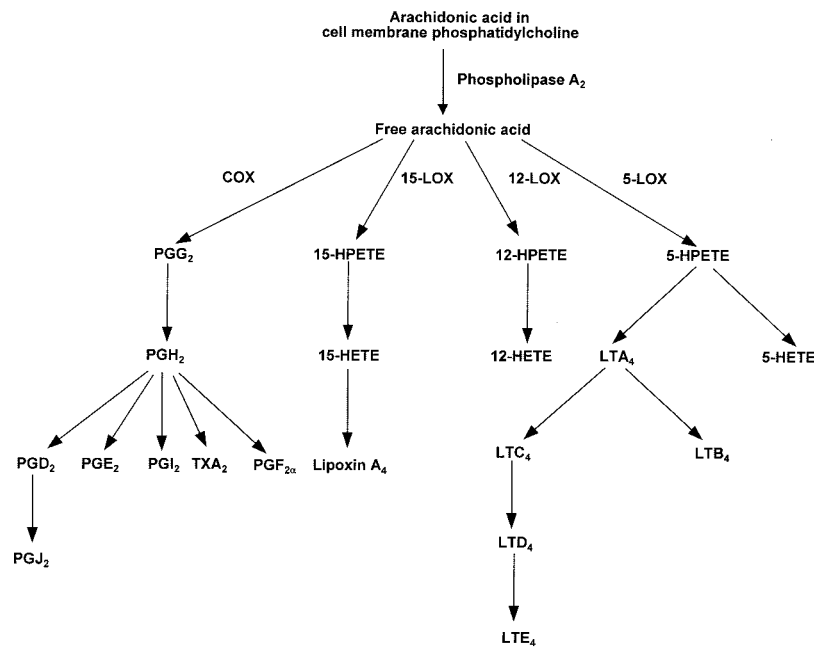 Arachidonic acid in
cell membrane phosphatidylcholine
Phospholipase A₂
Free arachidonic acid
COX
15-LOX
12-LOX
5-LOX
PGG₂
15-HPETE
12-HPETE
5-HPETE
PGH₂
15-HETE
12-HETE
LTA₄
5-HETE
PGD₂
PGE₂
PGI₂
TXA₂
PGF₂α
Lipoxin A₄
LTC₄
LTB₄
PGJ₂
LTD₄
LTE₄